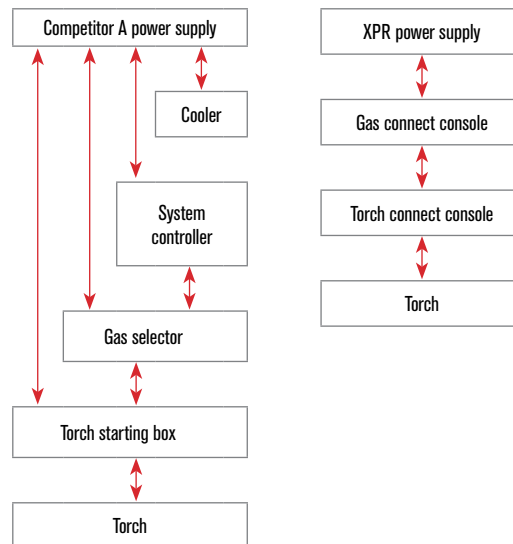 Competitor A power supply
Cooler
System
controller
Gas selector
Torch starting box
Torch
XPR power supply
Gas connect console
Torch connect console
Torch